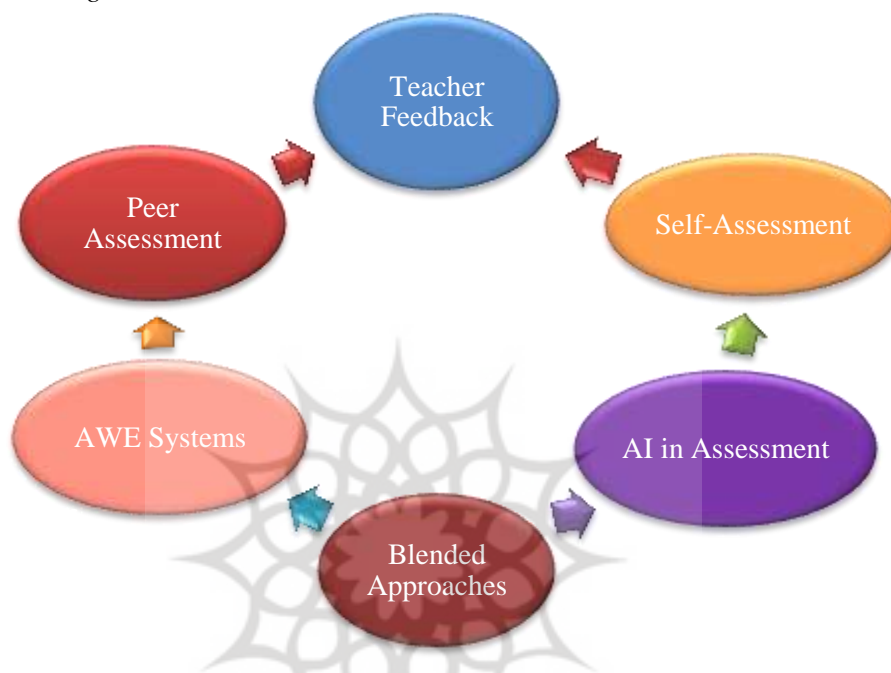 Teacher
Feedback
Peer
Assessment
Self-Assessment
AWE Systems
AI in Assessment
Blended
Approaches